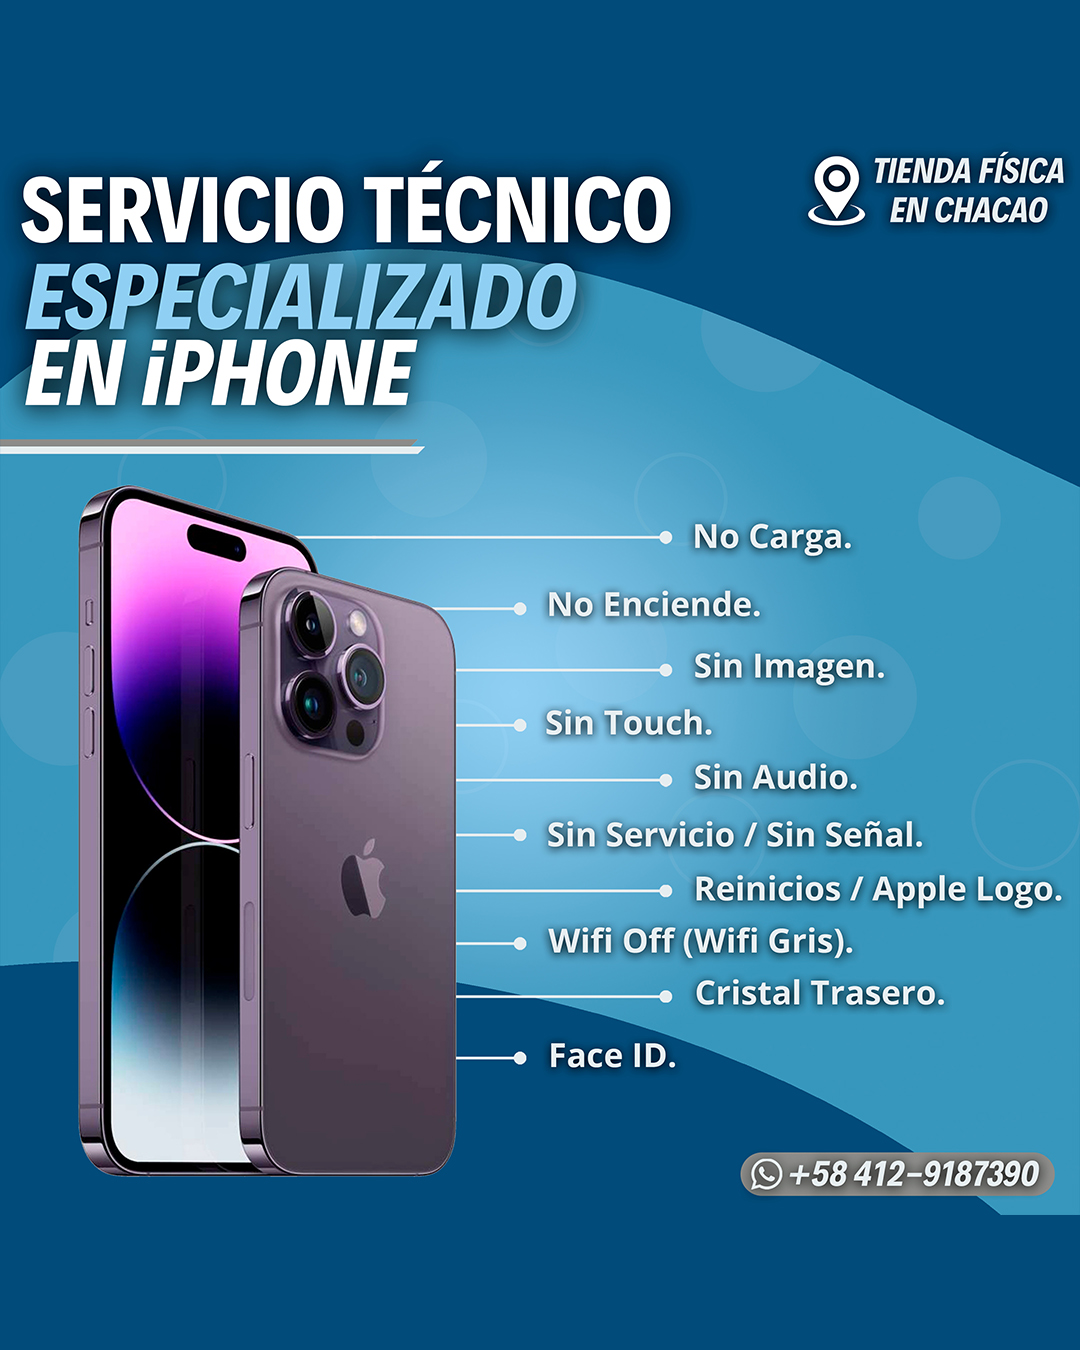 SERVICIO TÉCNICO
ESPECIALIZADO
EN iPHONE
TIENDA FÍSICA
EN CHACAO
No Carga.
No Enciende.
Sin Imagen.
Sin Touch.
Sin Audio.
Sin Servicio / Sin Señal.
Reinicios / Apple Logo.
Wifi Off (Wifi Gris).
Cristal Trasero.
Face ID.
+58 412-9187390